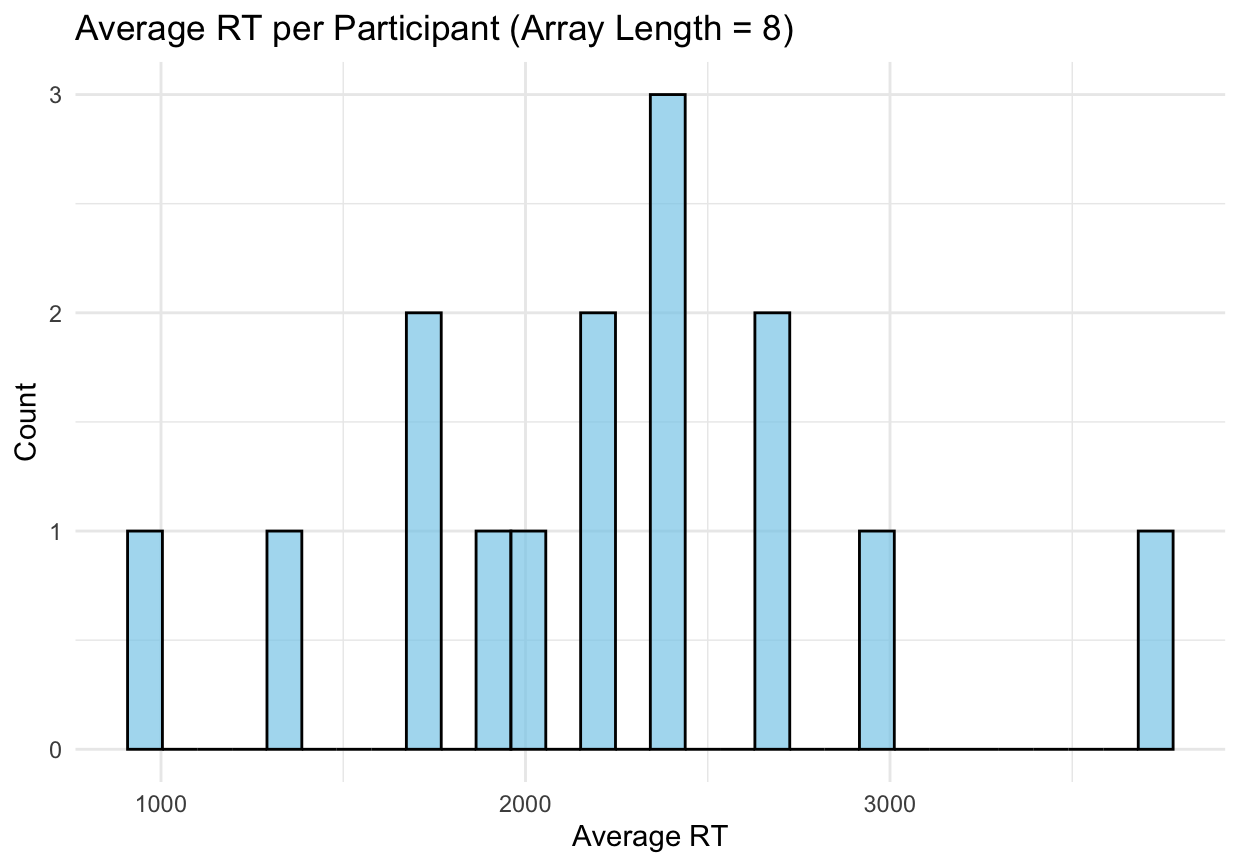 Average RT per Participant (Array Length = 8)
3
2
1
0
Count
1000 2000 3000
Average RT